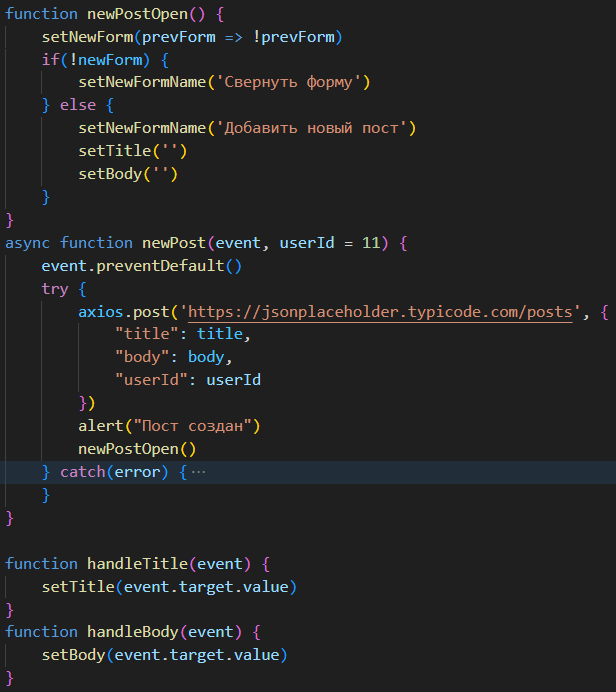 function newPostOpen() {
    setNewForm(prevForm => !prevForm)
    if(!newForm) {
        setNewFormName('Свернуть форму')
    } else {
        setNewFormName('Добавить новый пост')
        setTitle('')
        setBody('')
    }
}
async function newPost(event, userId = 11) {
    event.preventDefault()
    try {
        axios.post('https://jsonplaceholder.typicode.com/posts', {
            "title": title,
            "body": body,
            "userId": userId
        })
        alert("Пост создан")
        newPostOpen()
    } catch(error) {⋯
    }
}

function handleTitle(event) {
    setTitle(event.target.value)
}
function handleBody(event) {
    setBody(event.target.value)
}